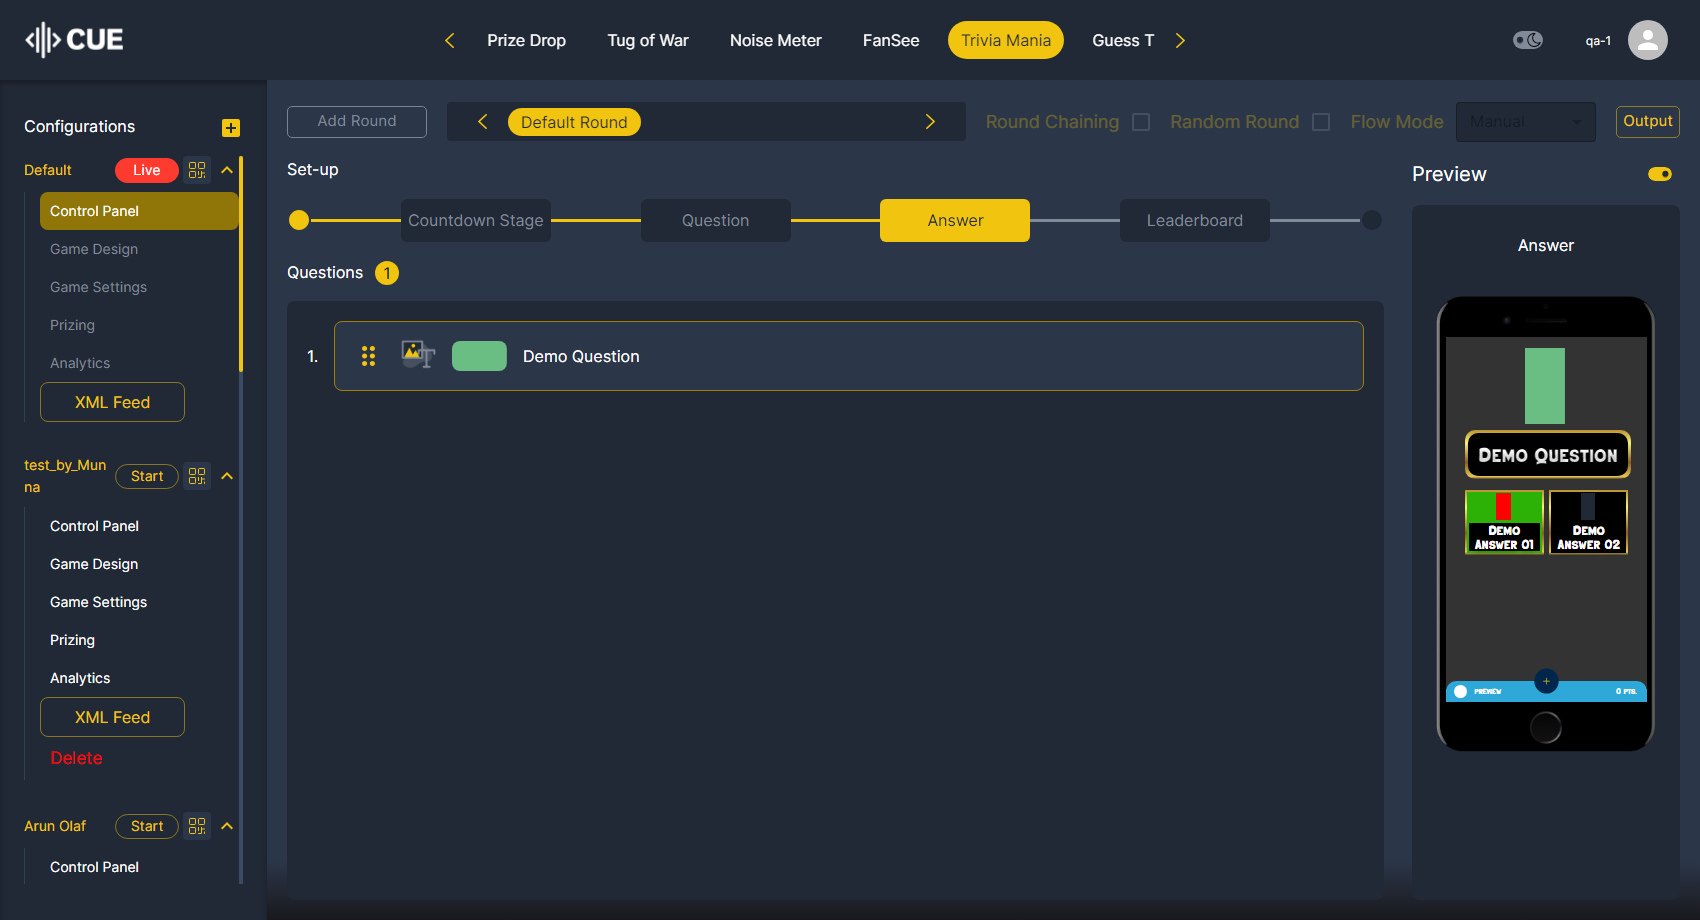 CUE
Prize Drop
Tug of War
Noise Meter
FanSee
Trivia Mania
Guess T
qa-1
Configurations
Default
Live
Control Panel
Game Design
Game Settings
Prizing
Analytics
XML Feed
test_by_Mun
na
Start
Control Panel
Game Design
Game Settings
Prizing
Analytics
XML Feed
Delete
Arun Olaf
Start
Control Panel
Add Round
Default Round
Round Chaining
Random Round
Flow Mode
Manual
Output
Set-up
Countdown Stage
Question
Answer
Leaderboard
Questions
1
1.
Demo Question
Preview
Answer
Demo Question
Demo
Answer 01
Demo
Answer 02
Preview
0 pts.